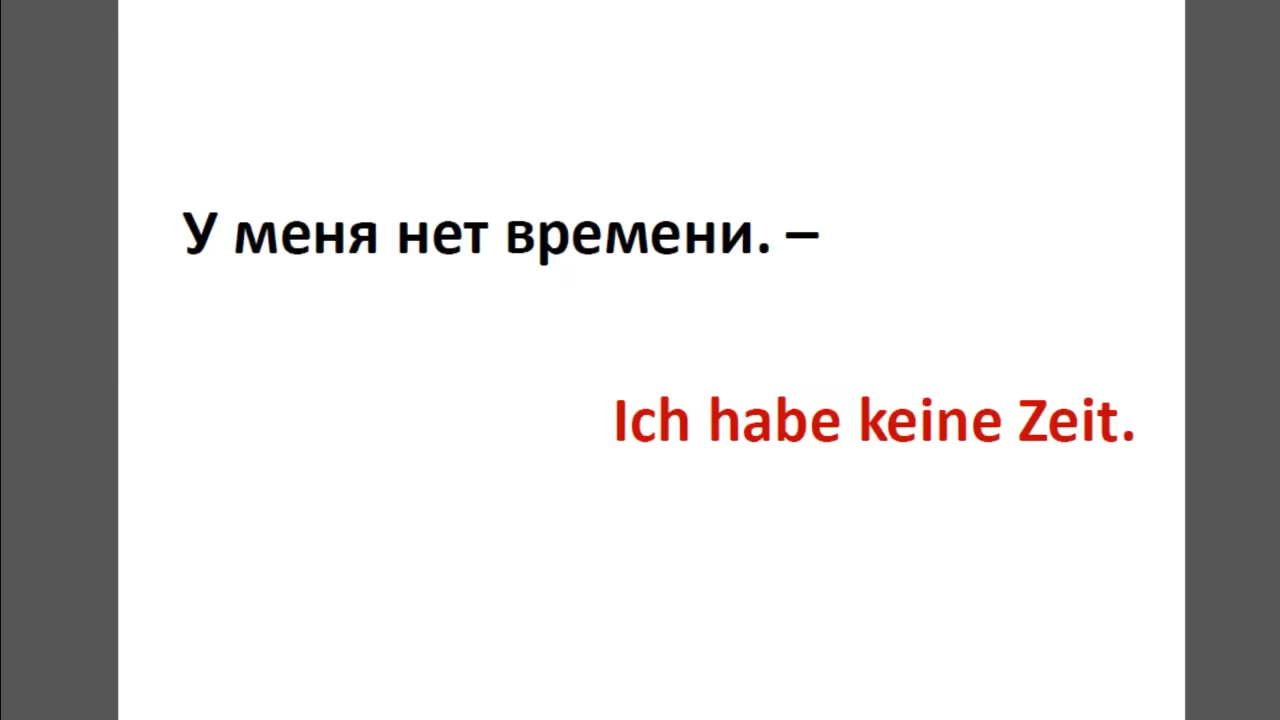 У меня нет времени. –
Ich habe keine Zeit.